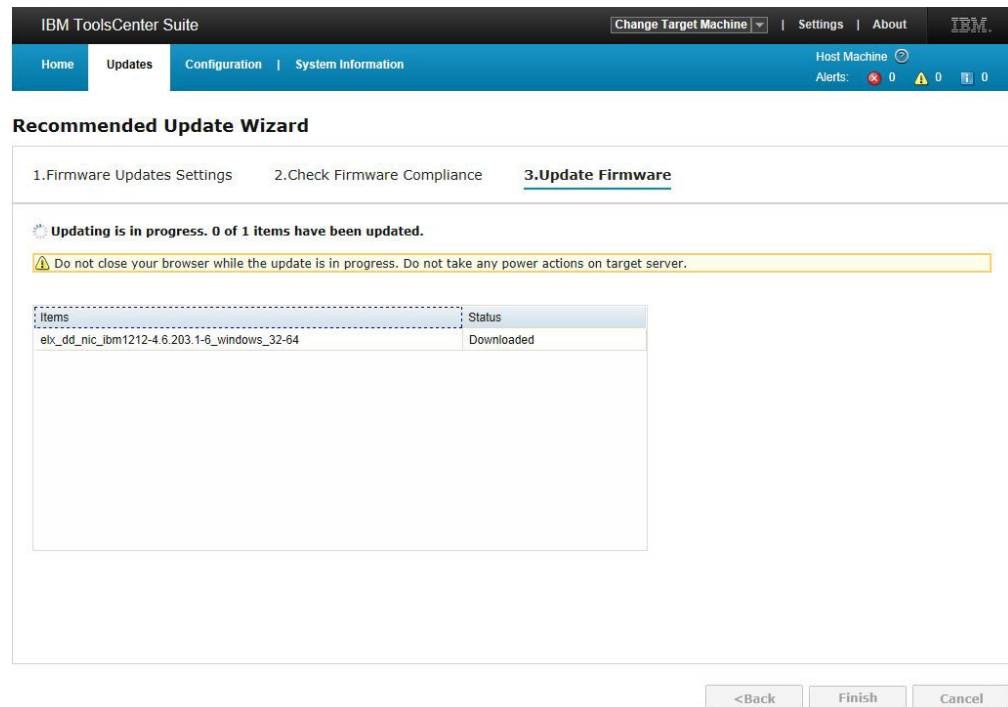 IBM ToolsCenter Suite
Change Target Machine | Settings | About IBM.
Home Updates Configuration | System Information
Host Machine ?
Alerts: 0 0 0
Recommended Update Wizard
1.Firmware Updates Settings 2.Check Firmware Compliance 3.Update Firmware
Updating is in progress. 0 of 1 items have been updated.
Do not close your browser while the update is in progress. Do not take any power actions on target server.
Items Status
elx_dd_nic_ibm1212-4.6.203.1-6_windows_32-64 Downloaded
<Back Finish Cancel